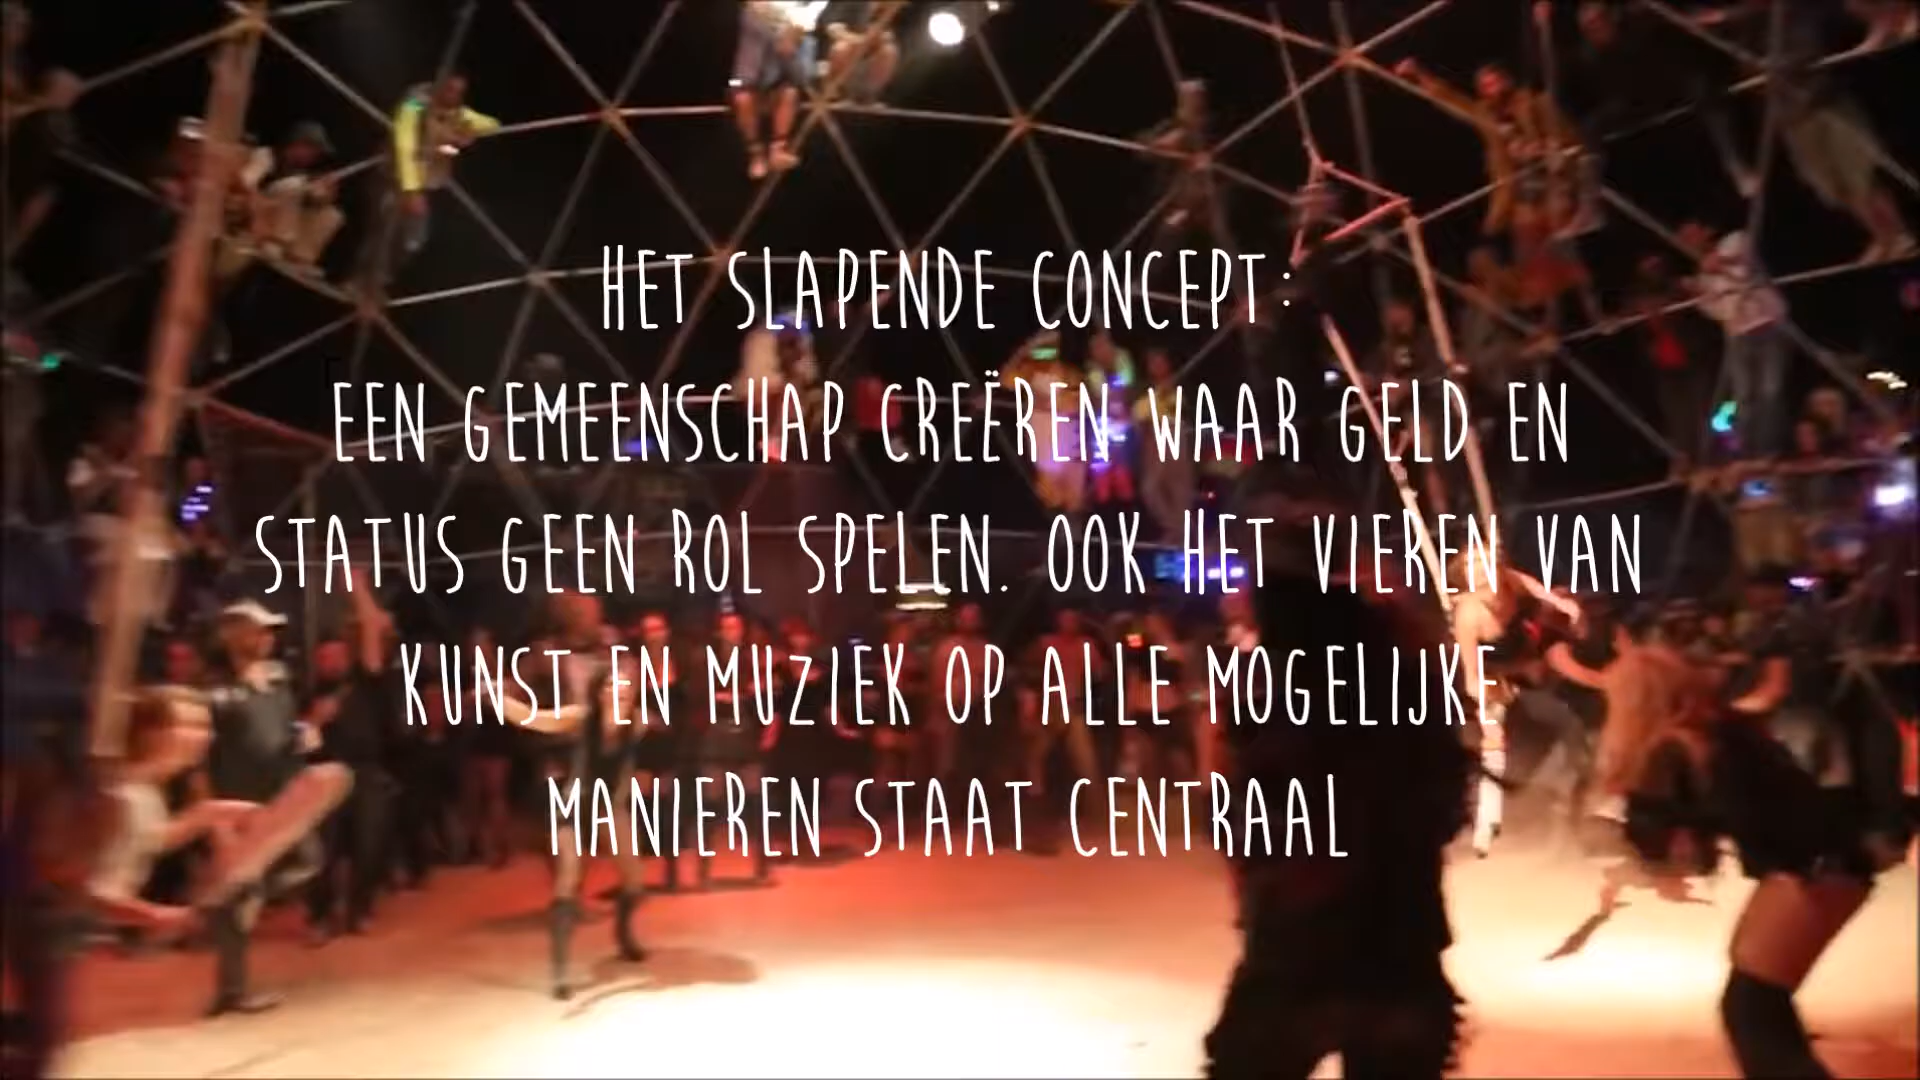 HET SLAPENDE CONCEPT:
EEN GEMEENSCHAP CREËREN WAAR GELD EN
STATUS GEEN ROL SPELEN. OOK HET VIEREN VAN
KUNST EN MUZIEK OP ALLE MOGELIJKE
MANIEREN STAAT CENTRAAL